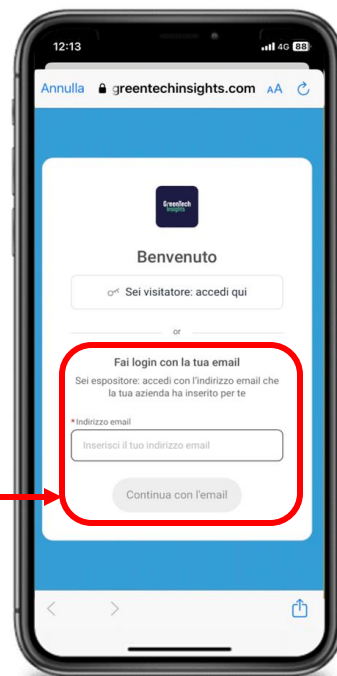 12:13
4G 88
Annulla greentechinsights.com AA
GreenTech
Insights
Benvenuto
Sei visitatore: accedi qui
or
Fai login con la tua email
Sei espositore: accedi con l'indirizzo email che
la tua azienda ha inserito per te
*Indirizzo email
Inserisci il tuo indirizzo email
Continua con l'email